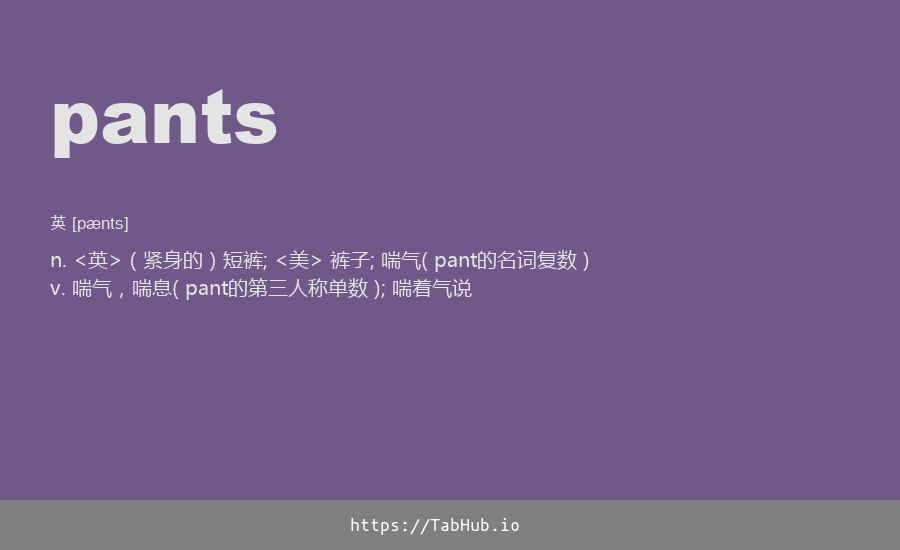 pants
英 [pænts]
n. <英>（紧身的）短裤; <美> 裤子; 喘气( pant的名词复数 )
v. 喘气，喘息( pant的第三人称单数 ); 喘着气说
https://TabHub.io